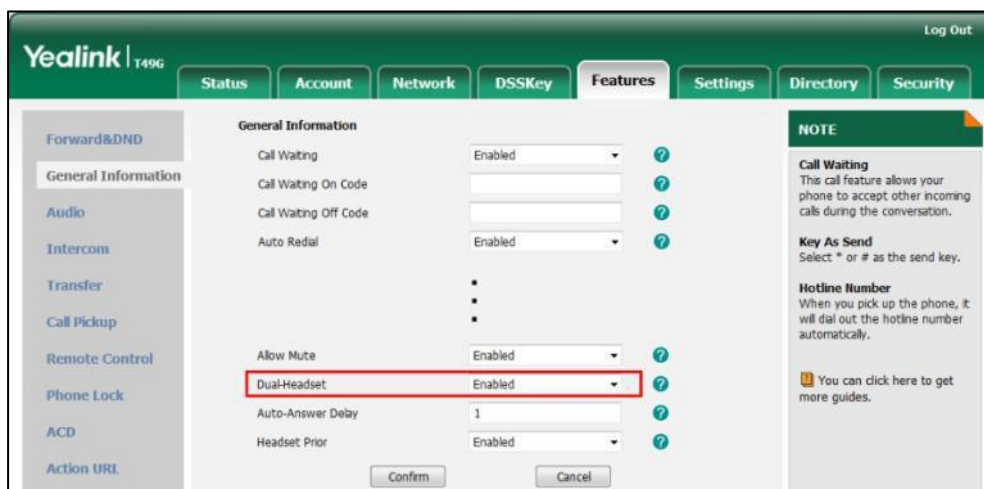 Log Out
Yealink T49G
Status Account Network DSSKey Features Settings Directory Security
Forward&DND
General Information
Audio
Intercom
Transfer
Call Pickup
Remote Control
Phone Lock
ACD
Action URL
General Information
Call Waiting Enabled ?
Call Waiting On Code ?
Call Waiting Off Code ?
Auto Redial Enabled ?
Allow Mute Enabled ?
Dual-Headset Enabled ?
Auto-Answer Delay 1 ?
Headset Prior Enabled ?
Confirm Cancel
NOTE
Call Waiting
This call feature allows your
phone to accept other incoming
calls during the conversation.
Key As Send
Select * or # as the send key.
Hotline Number
When you pick up the phone, it
will dial out the hotline number
automatically.
You can click here to get
more guides.